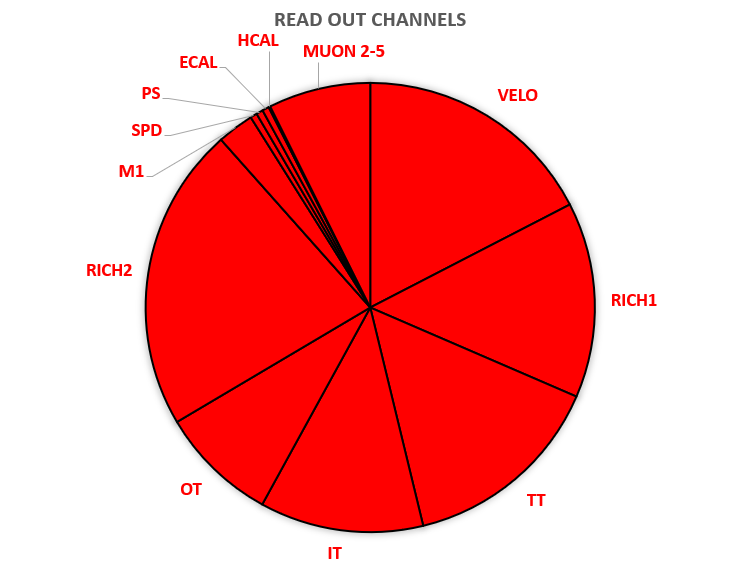 READ OUT CHANNELS
HCAL
MUON 2-5
ECAL
VELO
PS
SPD
M1
RICH2
RICH1
OT
TT
IT